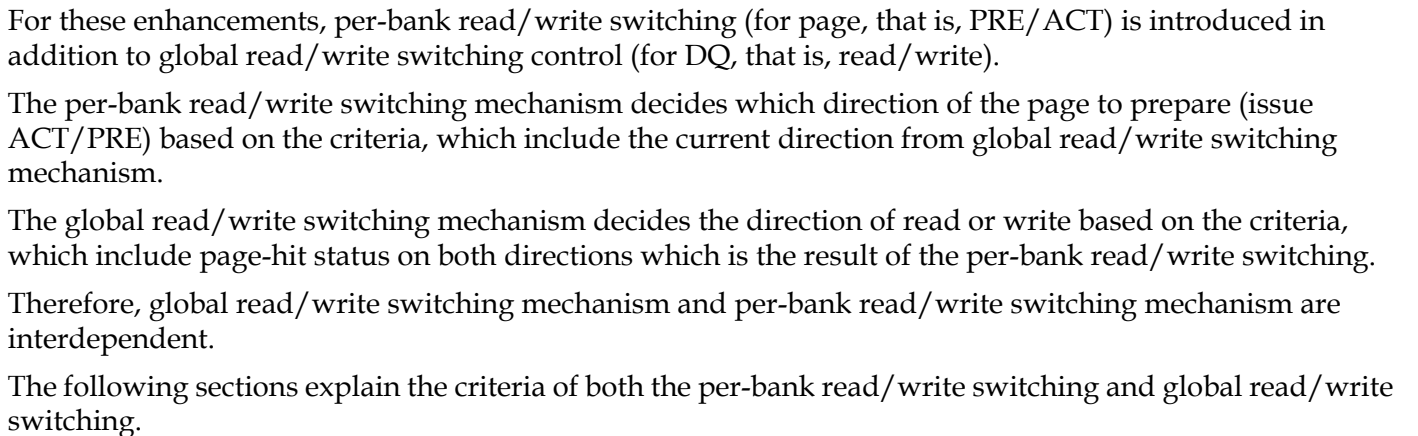 For these enhancements, per-bank read/write switching (for page, that is, PRE/ACT) is introduced in
addition to global read/write switching control (for DQ, that is, read/write).
The per-bank read/write switching mechanism decides which direction of the page to prepare (issue
ACT/PRE) based on the criteria, which include the current direction from global read/write switching
mechanism.
The global read/write switching mechanism decides the direction of read or write based on the criteria,
which include page-hit status on both directions which is the result of the per-bank read/write switching.
Therefore, global read/write switching mechanism and per-bank read/write switching mechanism are
interdependent.
The following sections explain the criteria of both the per-bank read/write switching and global read/write
switching.